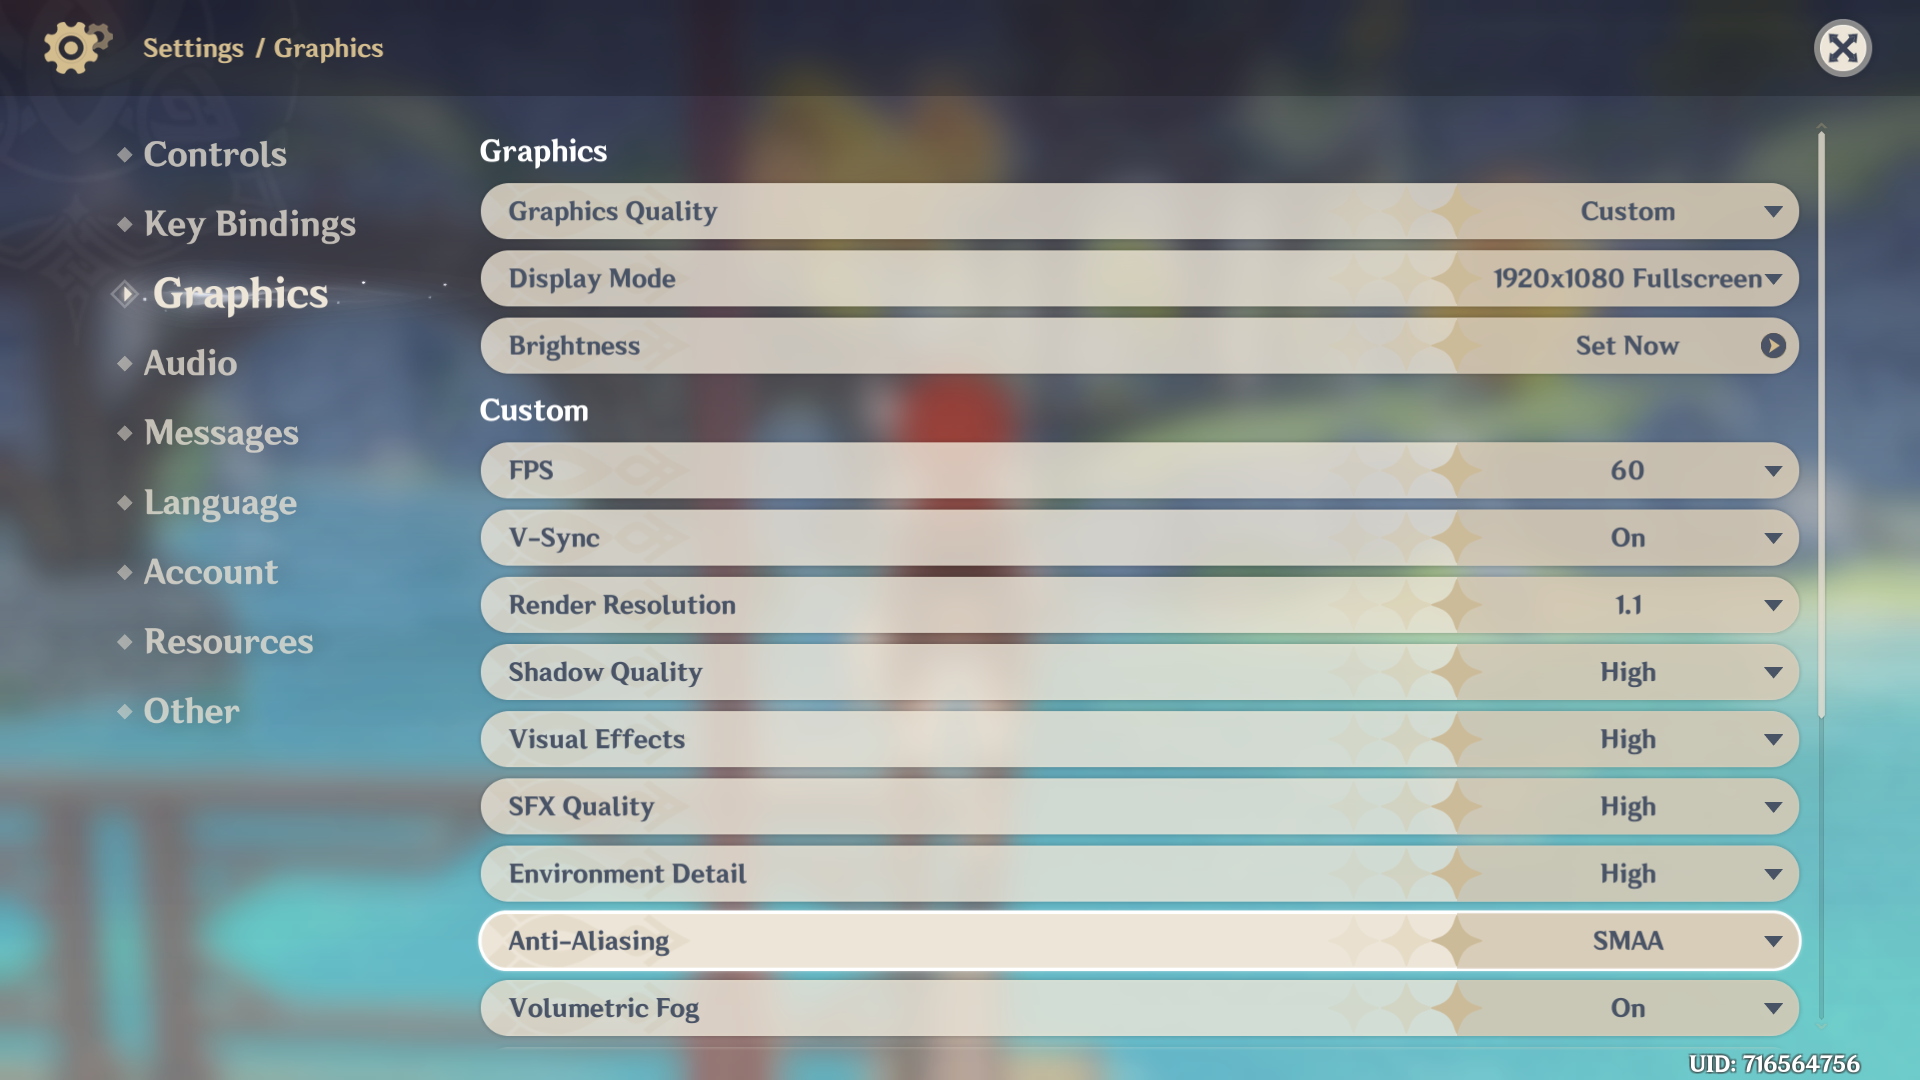 Settings / Graphics
Controls
Key Bindings
Graphics
Audio
Messages
Language
Account
Resources
Other
Graphics
Graphics Quality Custom
Display Mode 1920x1080 Fullscreen
Brightness Set Now
Custom
FPS 60
V-Sync On
Render Resolution 1.1
Shadow Quality High
Visual Effects High
SFX Quality High
Environment Detail High
Anti-Aliasing SMAA
Volumetric Fog On
UID: 716564756